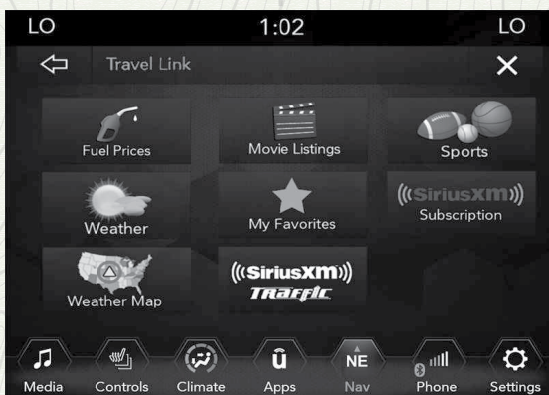 LO 1:02 LO
Travel Link
Fuel Prices Movie Listings Sports
Weather My Favorites ((SiriusXM))
Subscription
Weather Map ((SiriusXM))
Traffic
û NE
Media Controls Climate Apps Nav Phone Settings